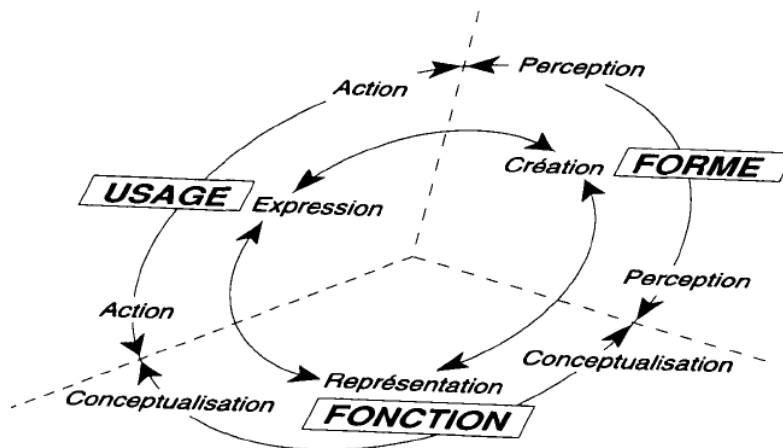 Perception
Action
Création
FORME
USAGE
Expression
Perception
Action
Conceptualisation
Représentation
Conceptualisation
FONCTION